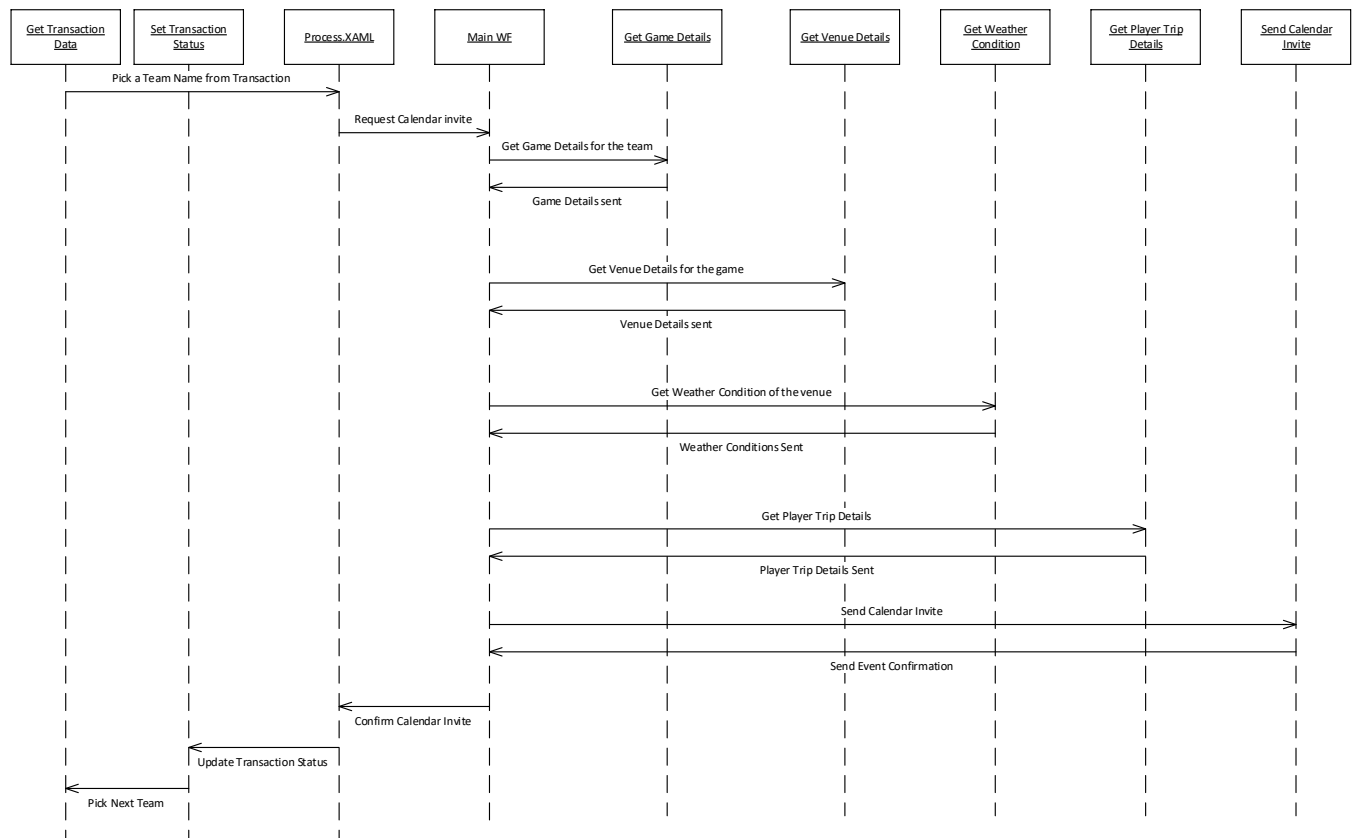 Get Transaction
Data
Set Transaction
Status
Process.XAML
Main WF
Get Game Details
Get Venue Details
Get Weather
Condition
Get Player Trip
Details
Send Calendar
Invite
Pick a Team Name from Transaction
Request Calendar invite
Get Game Details for the team
Game Details sent
Get Venue Details for the game
Venue Details sent
Get Weather Condition of the venue
Weather Conditions Sent
Get Player Trip Details
Player Trip Details Sent
Send Calendar Invite
Send Event Confirmation
Confirm Calendar Invite
Update Transaction Status
Pick Next Team